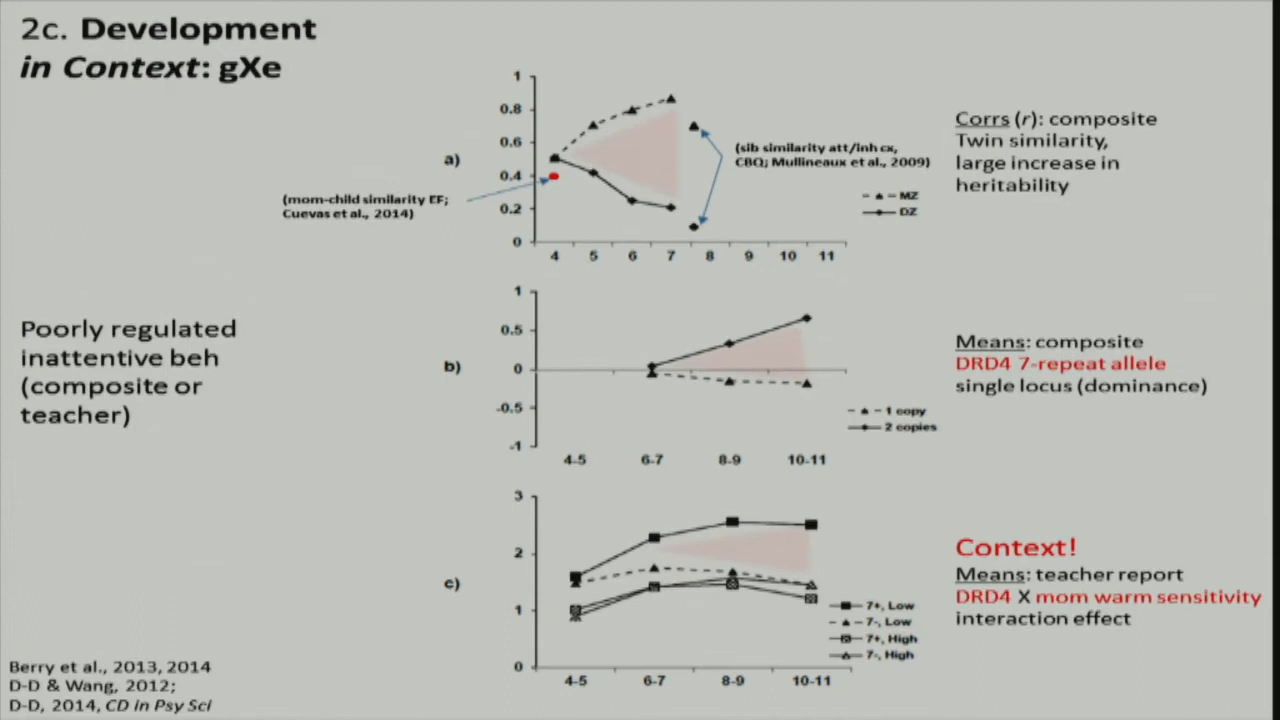 2c. Development
in Context: gXe
1
0.8
0.6
0.4
0.2
0
a)
(mom-child similarity EF;
Cuevas et al., 2014)
(sib similarity att/inh cx,
CBQ; Mullineaux et al., 2009)
MZ
DZ
4 5 6 7 8 9 10 11
Corrs (r): composite
Twin similarity,
large increase in
heritability
Poorly regulated
inattentive beh
(composite or
teacher)
1
0.5
0
-0.5
-1
b)
1 copy
2 copies
4-5 6-7 8-9 10-11
Means: composite
DRD4 7-repeat allele
single locus (dominance)
3
2
1
0
c)
7+, Low
7-, Low
7+, High
7-, High
4-5 6-7 8-9 10-11
Context!
Means: teacher report
DRD4 X mom warm sensitivity
interaction effect
Berry et al., 2013, 2014
D-D & Wang, 2012;
D-D, 2014, CD in Psy Sci